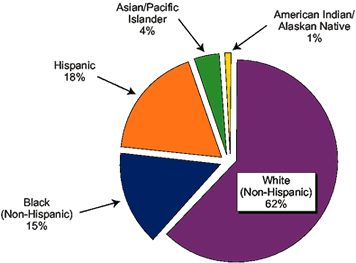 Asian/Pacific
Islander
4%
American Indian/
Alaskan Native
1%
Hispanic
18%
White
(Non-Hispanic)
62%
Black
(Non-Hispanic)
15%